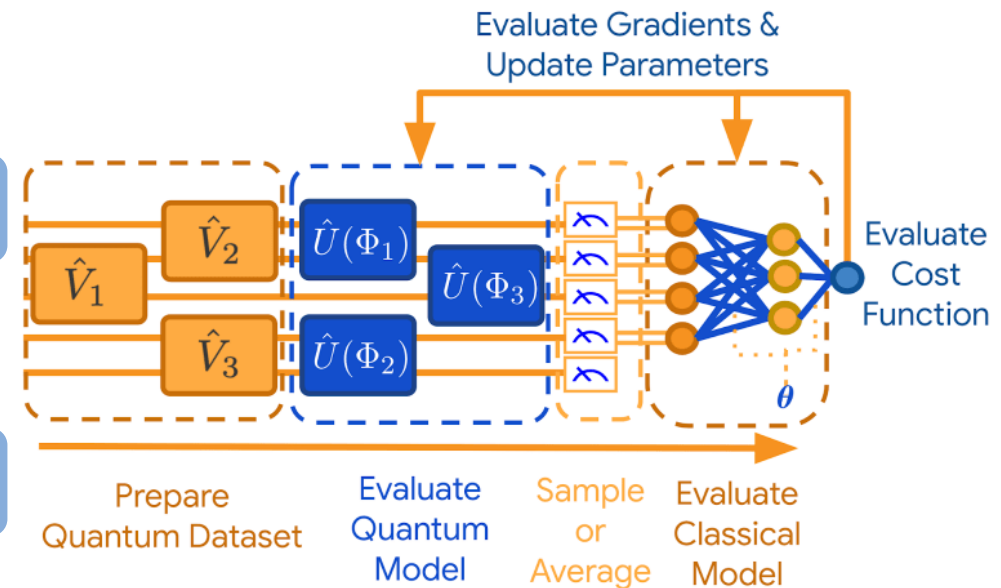 Evaluate Gradients &
Update Parameters
V̂₁
V̂₂
V̂₃
Û(Φ₁)
Û(Φ₂)
Û(Φ₃)
θ
Evaluate
Cost
Function
Prepare
Quantum Dataset
Evaluate
Quantum
Model
Sample
or
Average
Evaluate
Classical
Model